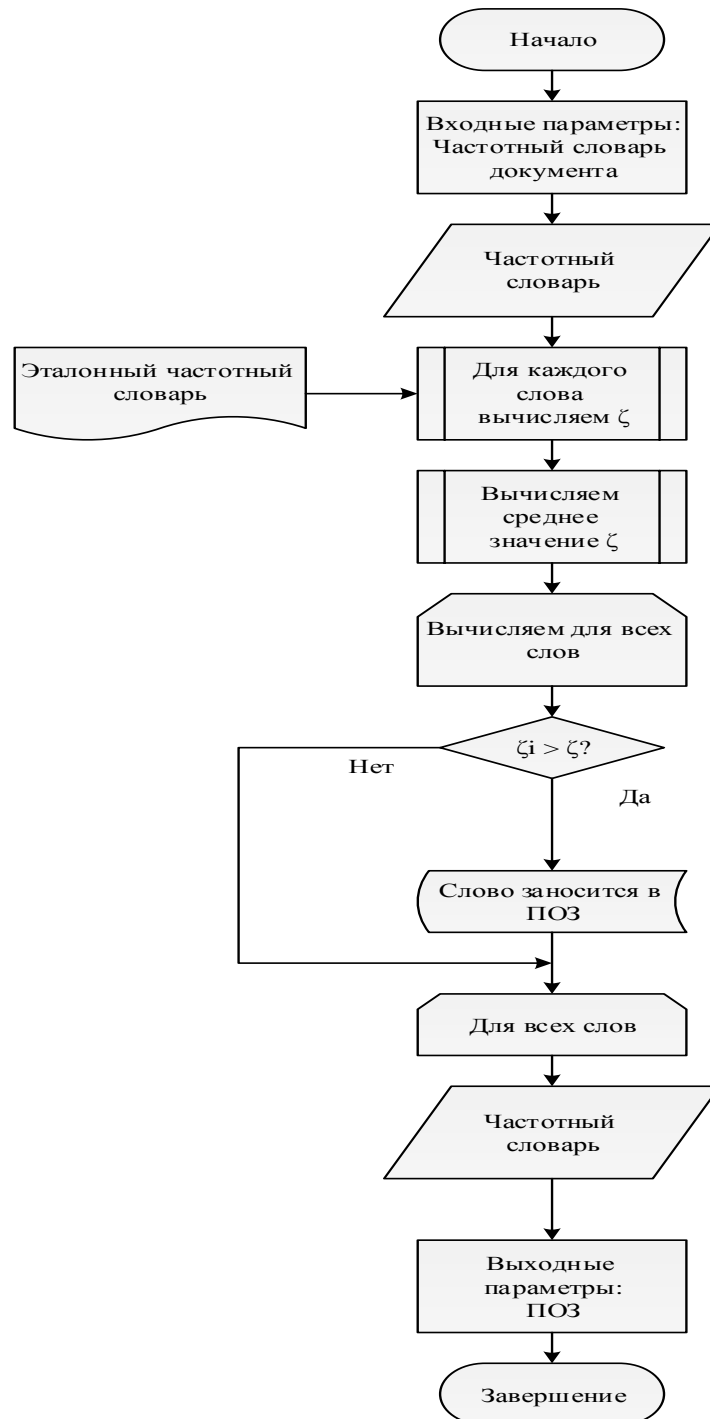 Начало
Входные параметры:
Частотный словарь
документа
Частотный
словарь
Эталонный частотный
словарь
Для каждого
слова
вычисляем ζ
Вычисляем
среднее
значение ζ
Вычисляем для всех
слов
ζi > ζ?
Нет
Да
Слово заносится в
ПОЗ
Для всех слов
Частотный
словарь
Выходные
параметры:
ПОЗ
Завершение